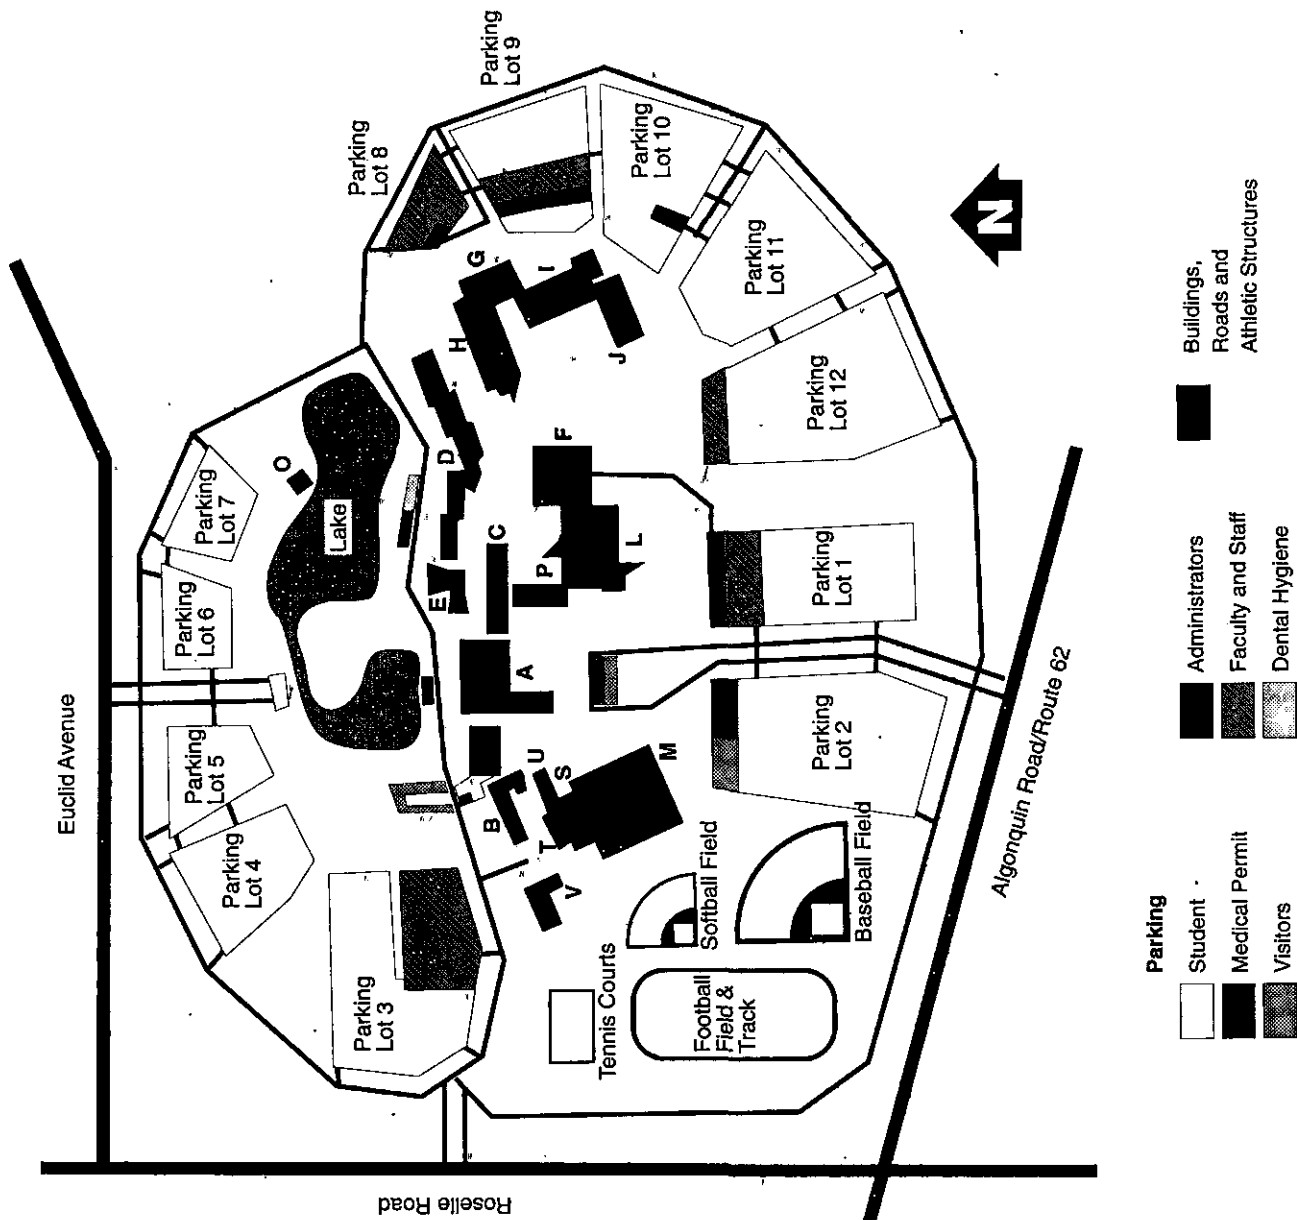 Parking
Lot 9
Parking
Lot 8
Parking
Lot 10
Parking
Lot 11
Parking
Lot 12
Parking
Lot 7
Parking
Lot 6
Parking
Lot 5
Parking
Lot 4
Parking
Lot 3
Parking
Lot 1
Parking
Lot 2
Euclid Avenue
Roselle Road
Algonquin Road/Route 62
Lake
O
G
I
H
J
D
F
C
E
P
L
A
U
S
M
B
T
V
Softball Field
Baseball Field
Tennis Courts
Football
Field &
Track
N
Parking
Student
Medical Permit
Visitors
Administrators
Faculty and Staff
Dental Hygiene
Buildings,
Roads and
Athletic Structures